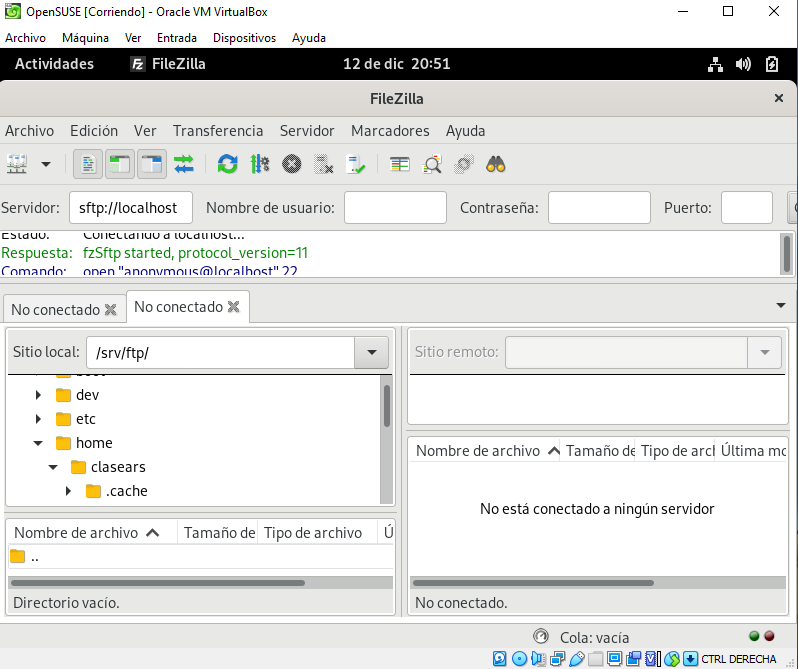 OpenSUSE [Corriendo] - Oracle VM VirtualBox
Archivo Máquina Ver Entrada Dispositivos Ayuda
Actividades FileZilla 12 de dic 20:51
FileZilla
Archivo Edición Ver Transferencia Servidor Marcadores Ayuda
Servidor: sftp://localhost Nombre de usuario: Contraseña: Puerto:
Estado: Conectando a localhost...
Respuesta: fzSftp started, protocol_version=11
Comando: open "anonymous@localhost" 22
No conectado No conectado
Sitio local: /srv/ftp/
Sitio remoto:
dev
etc
home
clasears
.cache
Nombre de archivo Tamaño de Tipo de archivo Ú
..
Directorio vacío.
Nombre de archivo Tamaño de Tipo de arcl Última mo
No está conectado a ningún servidor
No conectado.
Cola: vacía
CTRL DERECHA